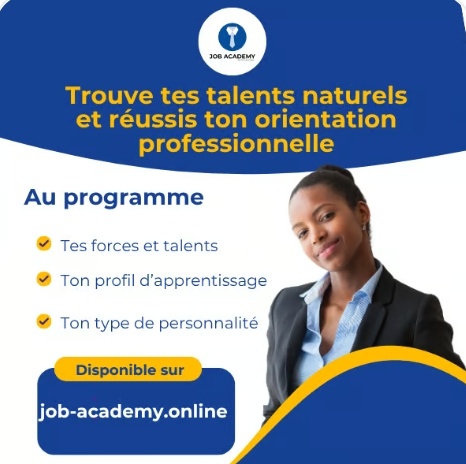 JOB ACADEMY
Trouve tes talents naturels
et réussis ton orientation
professionnelle
Au programme
Tes forces et talents
Ton profil d'apprentissage
Ton type de personnalité
Disponible sur
job-academy.online